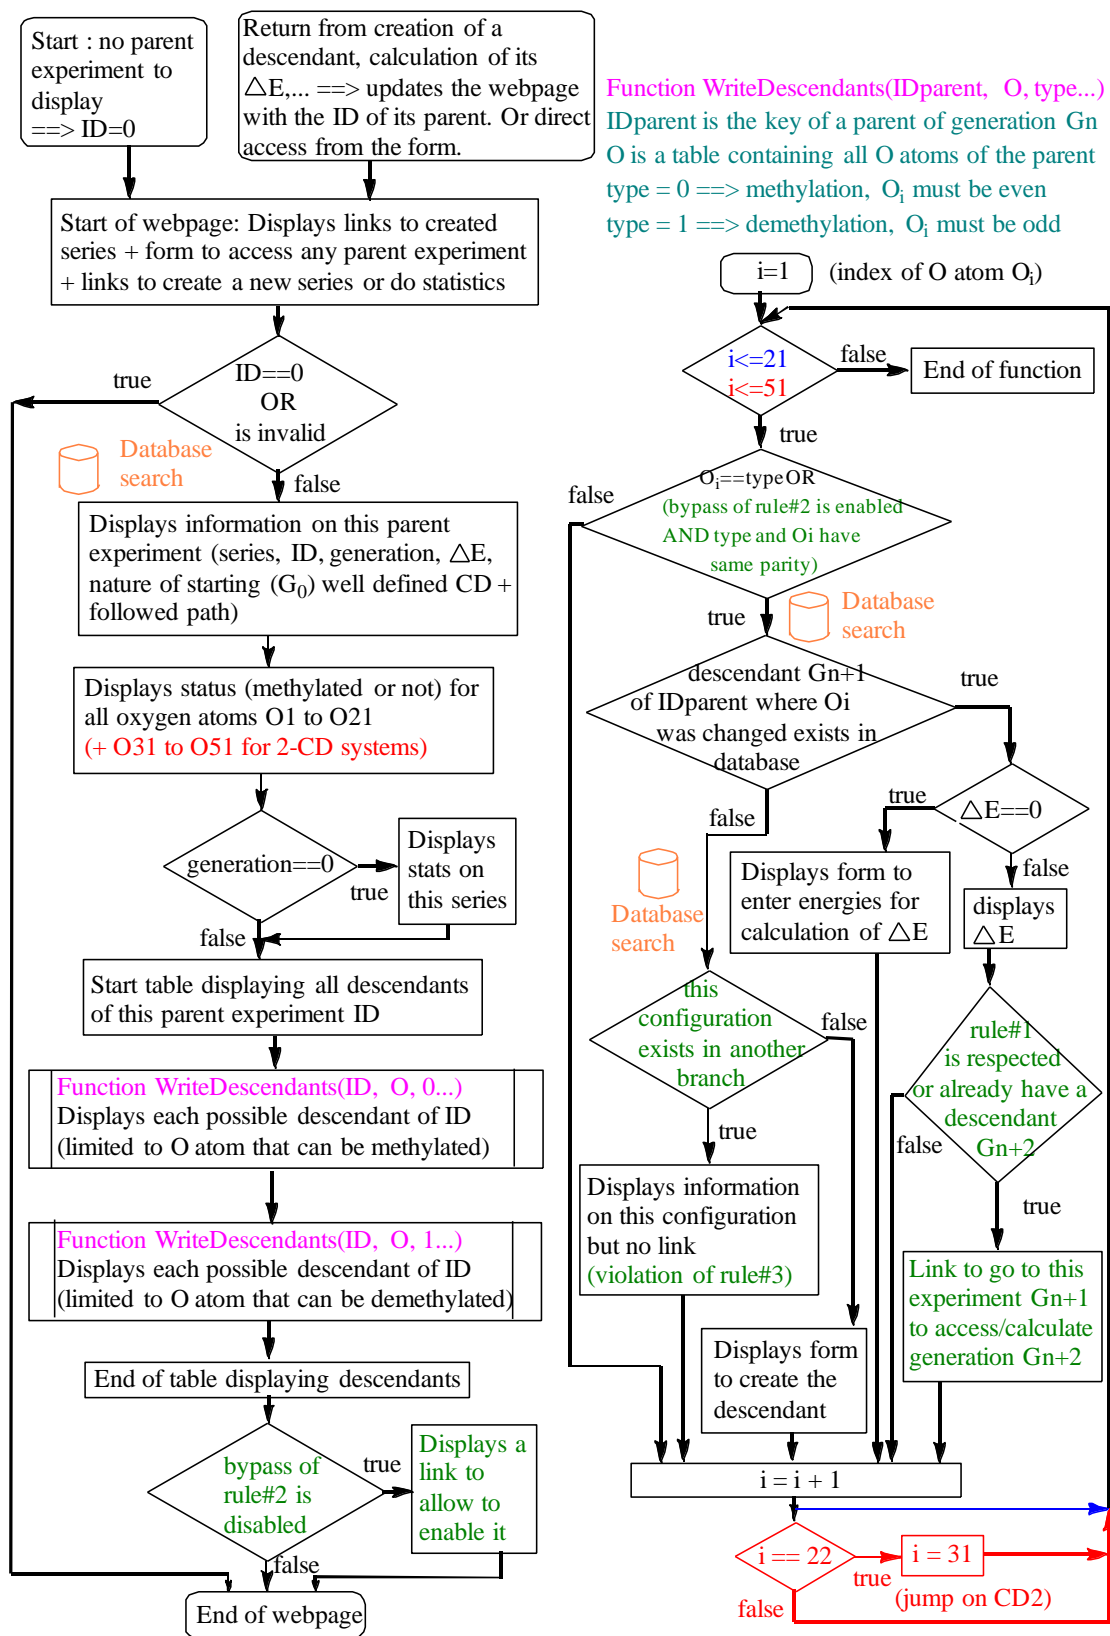 Start : no parent
experiment to
display
==> ID=0
Return from creation of a
descendant, calculation of its
△E,... ==> updates the webpage
with the ID of its parent. Or direct
access from the form.
Start of webpage: Displays links to created
series + form to access any parent experiment
+ links to create a new series or do statistics
ID==0
OR
is invalid
true
false
Database
search
Displays information on this parent
experiment (series, ID, generation, △E,
nature of starting (G0) well defined CD +
followed path)
Displays status (methylated or not) for
all oxygen atoms O1 to O21
(+ O31 to O51 for 2-CD systems)
generation==0
true
false
Displays
stats on
this series
Start table displaying all descendants
of this parent experiment ID
Function WriteDescendants(ID, O, 0...)
Displays each possible descendant of ID
(limited to O atom that can be methylated)
Function WriteDescendants(ID, O, 1...)
Displays each possible descendant of ID
(limited to O atom that can be demethylated)
End of table displaying descendants
bypass of
rule#2 is
disabled
true
false
Displays a
link to
allow to
enable it
End of webpage
Function WriteDescendants(IDparent, O, type...)
IDparent is the key of a parent of generation Gn
O is a table containing all O atoms of the parent
type = 0 ==> methylation, Oi must be even
type = 1 ==> demethylation, Oi must be odd
i=1
(index of O atom Oi)
i<=21
i<=51
false
End of function
true
Oi==type OR
(bypass of rule#2 is enabled
AND type and Oi have
same parity)
false
true
Database
search
descendant Gn+1
of IDparent where Oi
was changed exists in
database
true
false
△E==0
true
false
Displays form to
enter energies for
calculation of △E
displays
△E
Database
search
this
configuration
exists in another
branch
false
true
rule#1
is respected
or already have a
descendant
Gn+2
false
true
Displays information
on this configuration
but no link
(violation of rule#3)
Link to go to this
experiment Gn+1
to access/calculate
generation Gn+2
Displays form
to create the
descendant
i = i + 1
i == 22
true
false
i = 31
(jump on CD2)